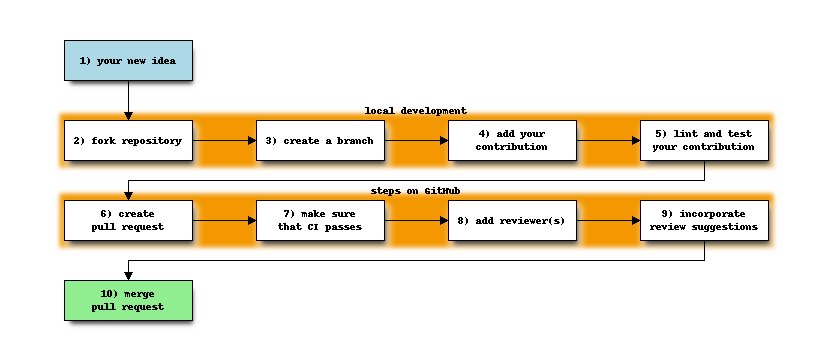 1) your new idea
local development
2) fork repository
3) create a branch
4) add your
contribution
5) lint and test
your contribution
steps on GitHub
6) create
pull request
7) make sure
that CI passes
8) add reviewer(s)
9) incorporate
review suggestions
10) merge
pull request